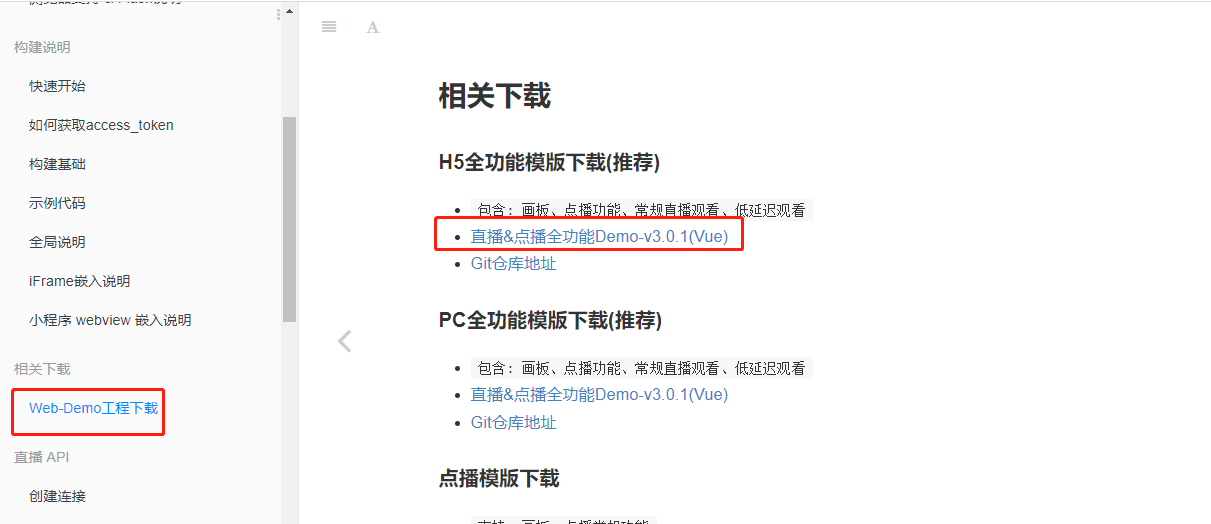 构建说明
快速开始
如何获取access_token
构建基础
示例代码
全局说明
iFrame嵌入说明
小程序 webview 嵌入说明
相关下载
Web-Demo工程下载
直播 API
创建连接
A
相关下载
H5全功能模版下载(推荐)
包含：画板、点播功能、常规直播观看、低延迟观看
直播&点播全功能Demo-v3.0.1(Vue)
Git仓库地址
PC全功能模版下载(推荐)
包含：画板、点播功能、常规直播观看、低延迟观看
直播&点播全功能Demo-v3.0.1(Vue)
Git仓库地址
点播模版下载